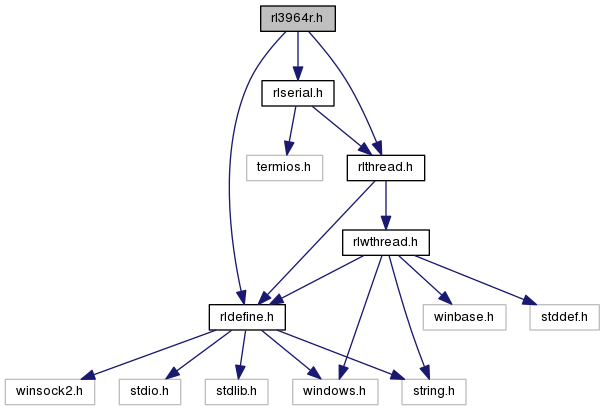 rl3964r.h
rlserial.h
termios.h
rlthread.h
rlwthread.h
rldefine.h
winbase.h
stddef.h
winsock2.h
stdio.h
stdlib.h
windows.h
string.h